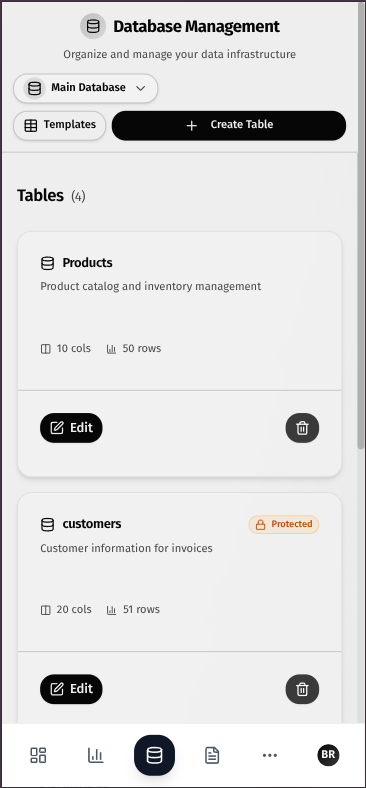 Database Management
Organize and manage your data infrastructure
Main Database
Templates
Create Table
Tables (4)
Products
Product catalog and inventory management
10 cols 50 rows
Edit
customers Protected
Customer information for invoices
20 cols 51 rows
Edit
BR